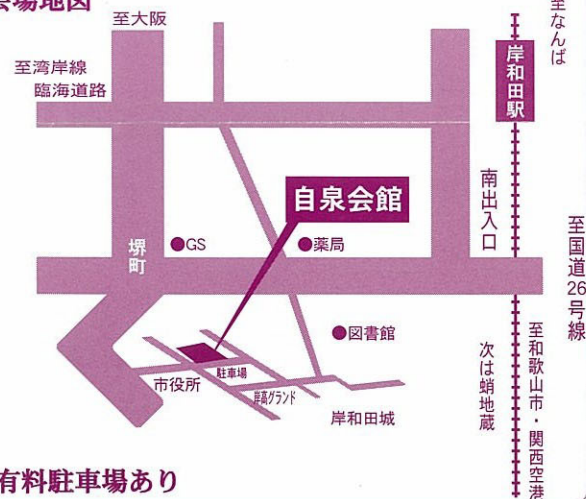 会場地図
至大阪
至なんば
至湾岸線
臨海道路
岸和田駅
自泉会館
南出入口
堺町
●GS
●薬局
至国道26号線
●図書館
次は蛸地蔵
至和歌山市・関西空港
市役所
駐車場
岸高グランド
岸和田城
有料駐車場あり